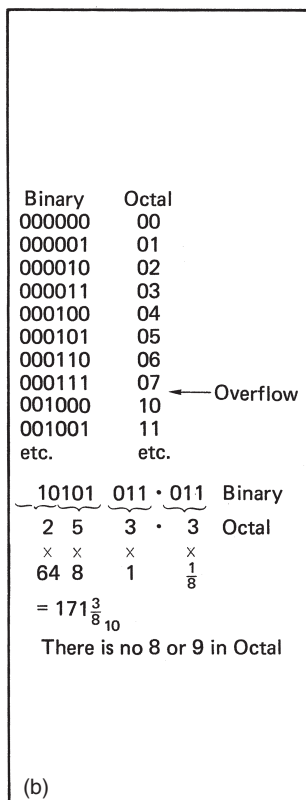 Binary Octal
000000 00
000001 01
000010 02
000011 03
000100 04
000101 05
000110 06
000111 07
Overflow
001000 10
001001 11
etc. etc.
10101 011 · 011 Binary
2 5 3 · 3 Octal
× × × ×
64 8 1 1/8
= 171 3/8 10
There is no 8 or 9 in Octal
(b)